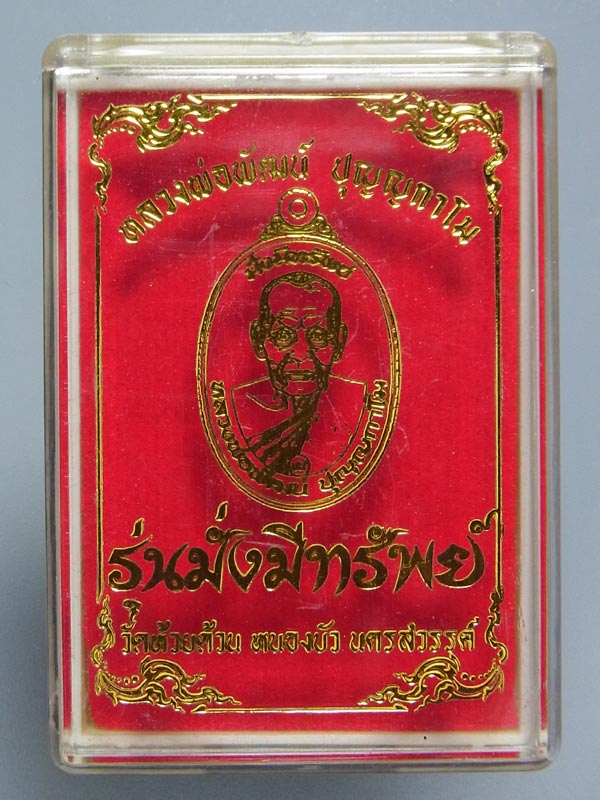 หลวงพ่อพัฒน์ ปุญญกาโม
มั่งมีทรัพย์
หลวงพ่อพัฒน์ ปุญญกาโม
รุ่นมั่งมีทรัพย์
วัดห้วยด้วน หนองบัว นครสวรรค์